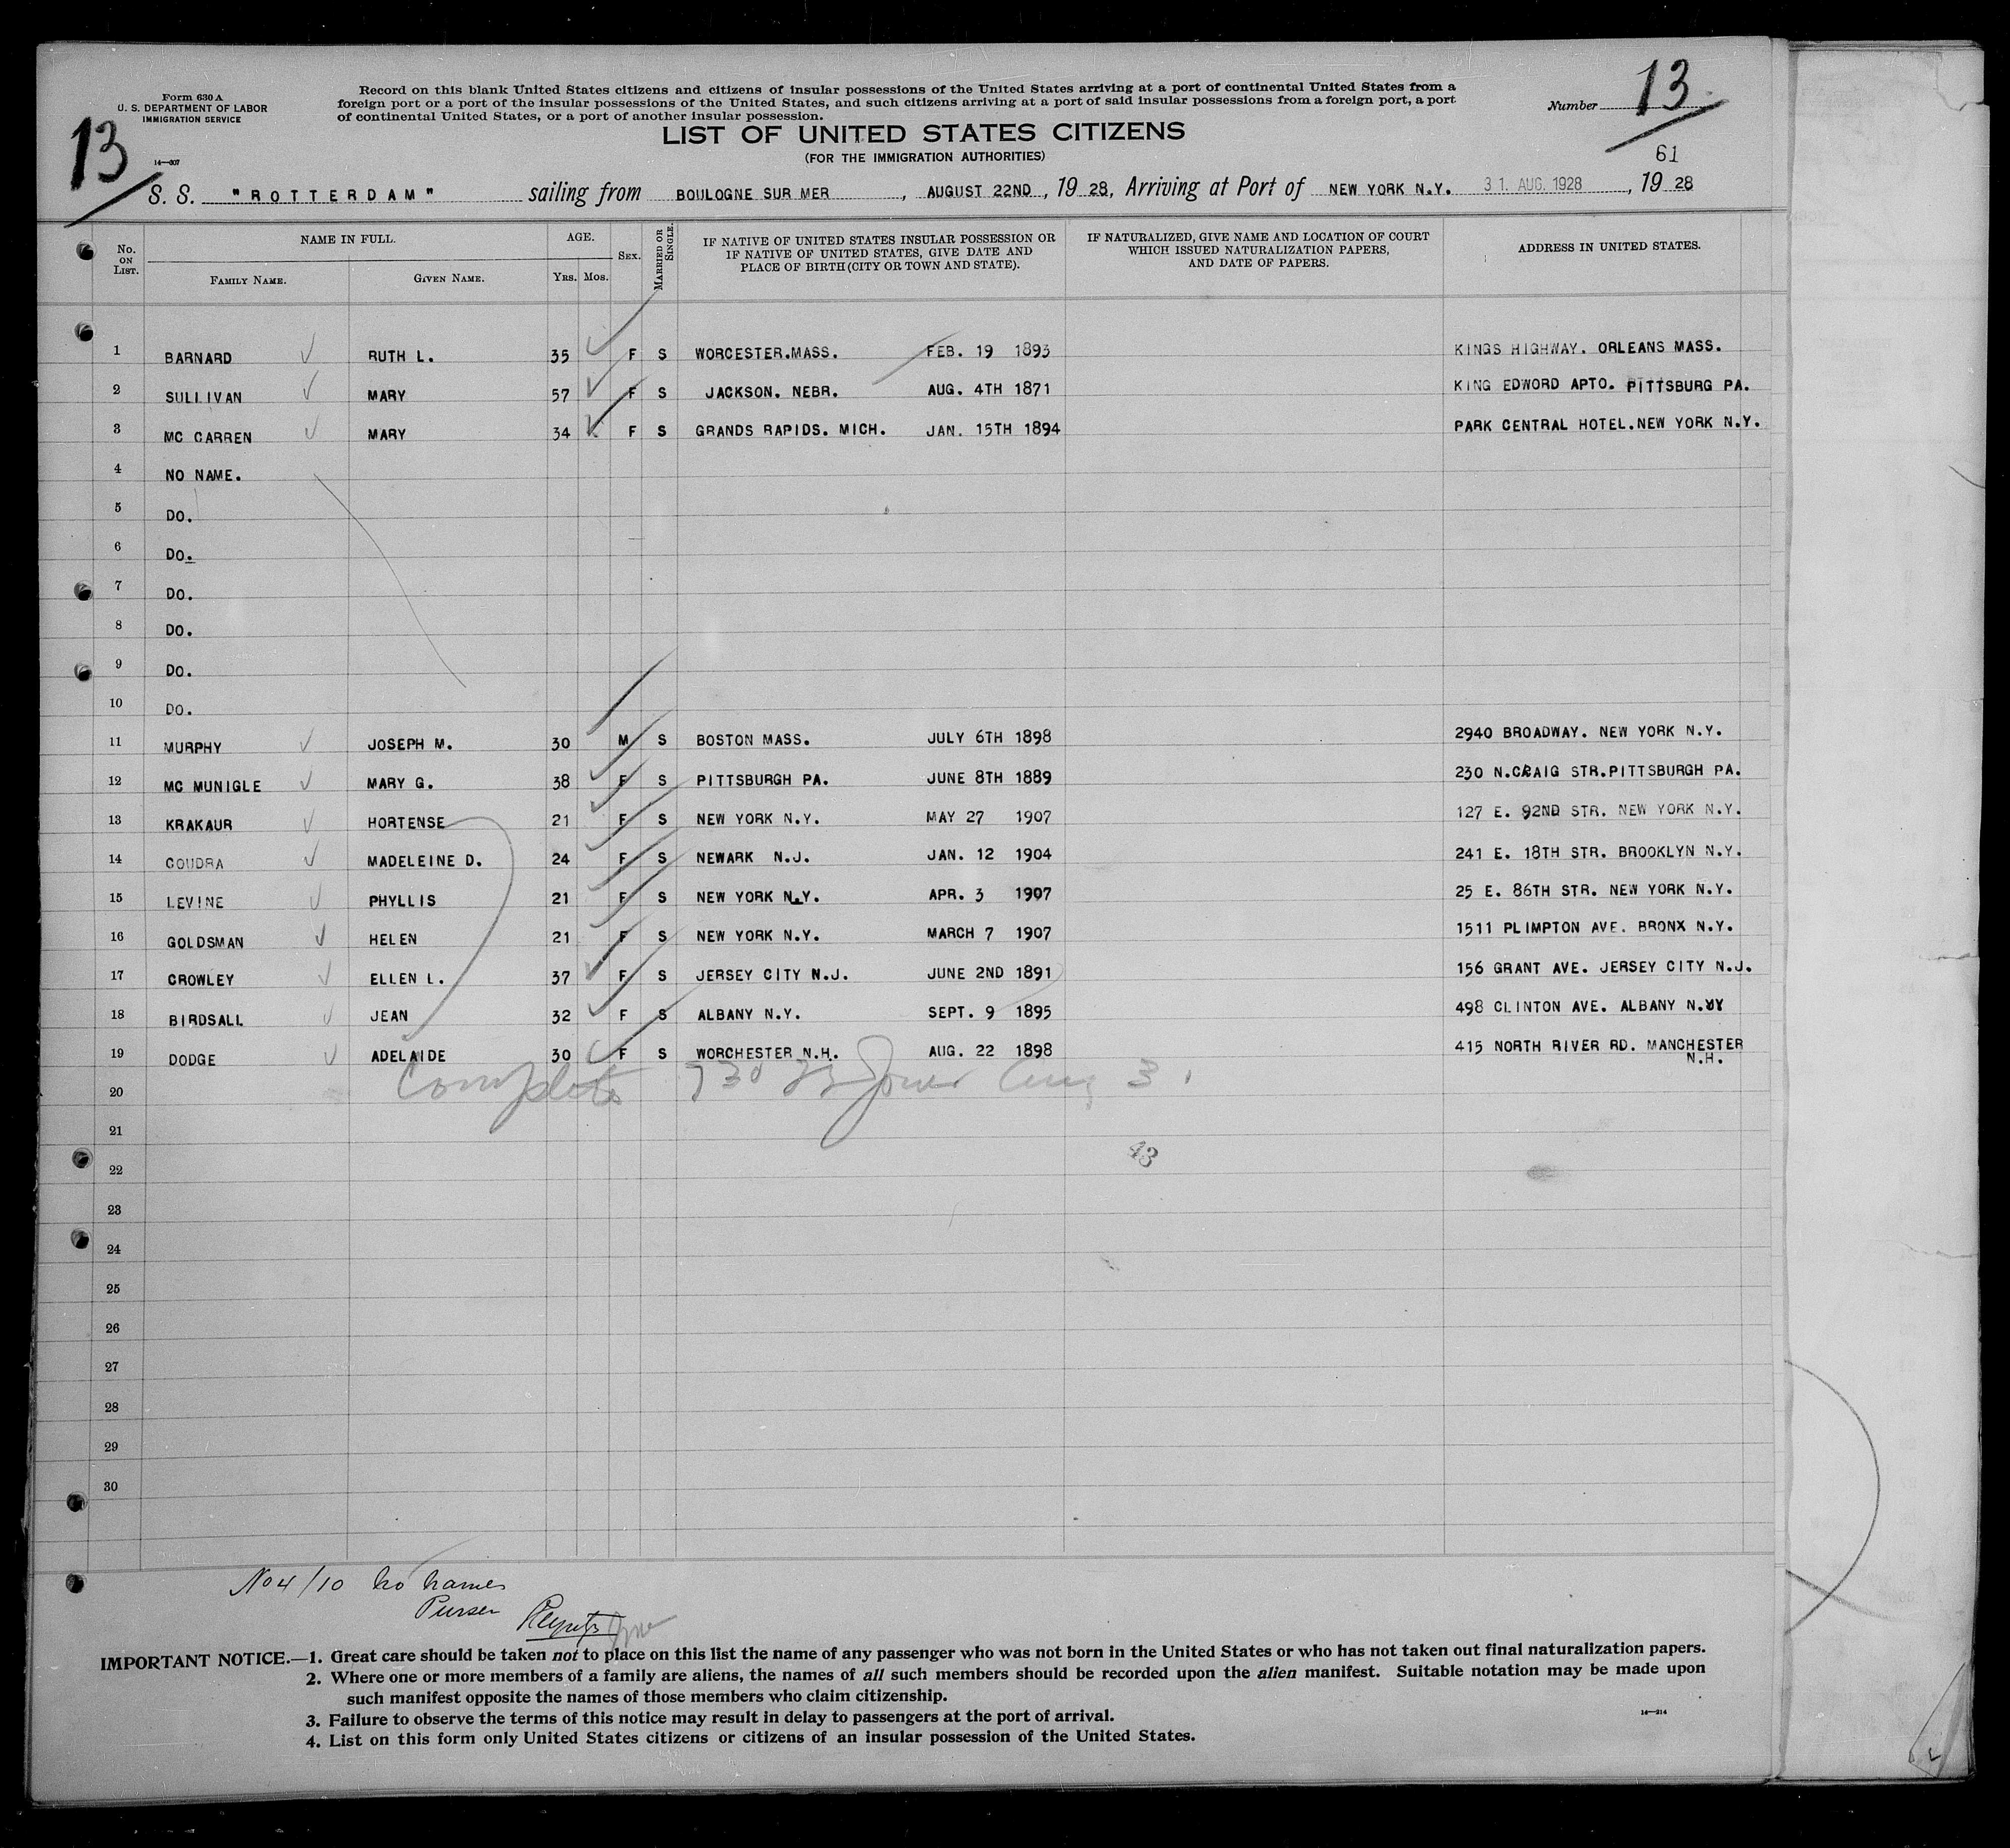 Form 630 A
U. S. DEPARTMENT OF LABOR
IMMIGRATION SERVICE
14—307
13
Record on this blank United States citizens and citizens of insular possessions of the United States arriving at a port of continental United States from a
foreign port or a port of the insular possessions of the United States, and such citizens arriving at a port of said insular possessions from a foreign port, a port
of continental United States, or a port of another insular possession.
Number 13
61
LIST OF UNITED STATES CITIZENS
(FOR THE IMMIGRATION AUTHORITIES)
S. S. "ROTTERDAM" sailing from BOULOGNE SUR MER, AUGUST 22ND, 19 28, Arriving at Port of NEW YORK N.Y. 31. AUG. 1928, 19 28
No. ON LIST. NAME IN FULL. FAMILY NAME. GIVEN NAME. AGE. YRS. MOS. SEX. MARRIED OR SINGLE. IF NATIVE OF UNITED STATES INSULAR POSSESSION OR IF NATIVE OF UNITED STATES, GIVE DATE AND PLACE OF BIRTH (CITY OR TOWN AND STATE). IF NATURALIZED, GIVE NAME AND LOCATION OF COURT WHICH ISSUED NATURALIZATION PAPERS, AND DATE OF PAPERS. ADDRESS IN UNITED STATES.
1 BARNARD RUTH L. 35 F S WORCESTER.MASS. FEB. 19 1893 KINGS HIGHWAY. ORLEANS MASS.
2 SULLIVAN MARY 57 F S JACKSON. NEBR. AUG. 4TH 1871 KING EDWORD APTO. PITTSBURG PA.
3 MC CARREN MARY 34 F S GRANDS RAPIDS. MICH. JAN. 15TH 1894 PARK CENTRAL HOTEL.NEW YORK N.Y.
4 NO NAME.
5 DO.
6 DO.
7 DO.
8 DO.
9 DO.
10 DO.
11 MURPHY JOSEPH M. 30 M S BOSTON MASS. JULY 6TH 1898 2940 BROADWAY. NEW YORK N.Y.
12 MC MUNIGLE MARY G. 38 F S PITTSBURGH PA. JUNE 8TH 1889 230 N.CRAIG STR.PITTSBURGH PA.
13 KRAKAUR HORTENSE 21 F S NEW YORK N.Y. MAY 27 1907 127 E. 92ND STR. NEW YORK N.Y.
14 COUDRA MADELEINE D. 24 F S NEWARK N.J. JAN. 12 1904 241 E. 18TH STR. BROOKLYN N.Y.
15 LEVINE PHYLLIS 21 F S NEW YORK N.Y. APR. 3 1907 25 E. 86TH STR. NEW YORK N.Y.
16 GOLDSMAN HELEN 21 F S NEW YORK N.Y. MARCH 7 1907 1511 PLIMPTON AVE. BRONX N.Y.
17 CROWLEY ELLEN L. 37 F S JERSEY CITY N.J. JUNE 2ND 1891 156 GRANT AVE. JERSEY CITY N.J.
18 BIRDSALL JEAN 32 F S ALBANY N.Y. SEPT. 9 1895 498 CLINTON AVE. ALBANY N.Y
19 DODGE ADELAIDE 30 F S WORCHESTER N.H. AUG. 22 1898 415 NORTH RIVER RD. MANCHESTER
N.H.
Complete 730 Aug 31
20
21
43
22
23
24
25
26
27
28
29
30
No 4/10 no names
Purser
IMPORTANT NOTICE.—1. Great care should be taken not to place on this list the name of any passenger who was not born in the United States or who has not taken out final naturalization papers.
2. Where one or more members of a family are aliens, the names of all such members should be recorded upon the alien manifest. Suitable notation may be made upon
such manifest opposite the names of those members who claim citizenship.
3. Failure to observe the terms of this notice may result in delay to passengers at the port of arrival.
4. List on this form only United States citizens or citizens of an insular possession of the United States.
14—214